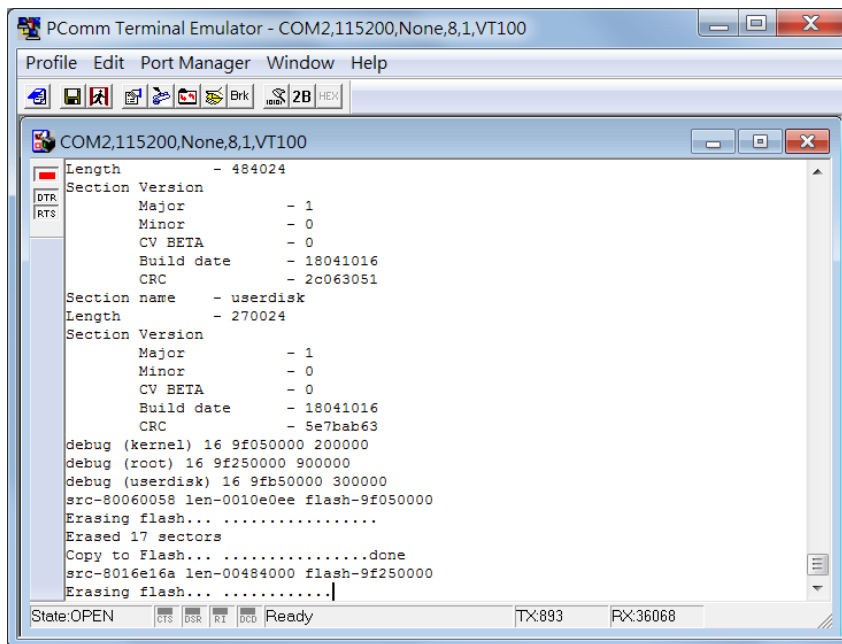 PComm Terminal Emulator - COM2,115200,None,8,1,VT100
Profile Edit Port Manager Window Help
Brk 2B HEX
COM2,115200,None,8,1,VT100
DTR
RTS
Length - 484024
Section Version
Major - 1
Minor - 0
CV BETA - 0
Build date - 18041016
CRC - 2c063051
Section name - userdisk
Length - 270024
Section Version
Major - 1
Minor - 0
CV BETA - 0
Build date - 18041016
CRC - 5e7bab63
debug (kernel) 16 9f050000 200000
debug (root) 16 9f250000 900000
debug (userdisk) 16 9fb50000 300000
src-80060058 len-0010e0ee flash-9f050000
Erasing flash... .................
Erased 17 sectors
Copy to Flash... ................done
src-8016e16a len-00484000 flash-9f250000
Erasing flash... ............
State:OPEN CTS DSR RI DCD Ready TX:893 RX:36068